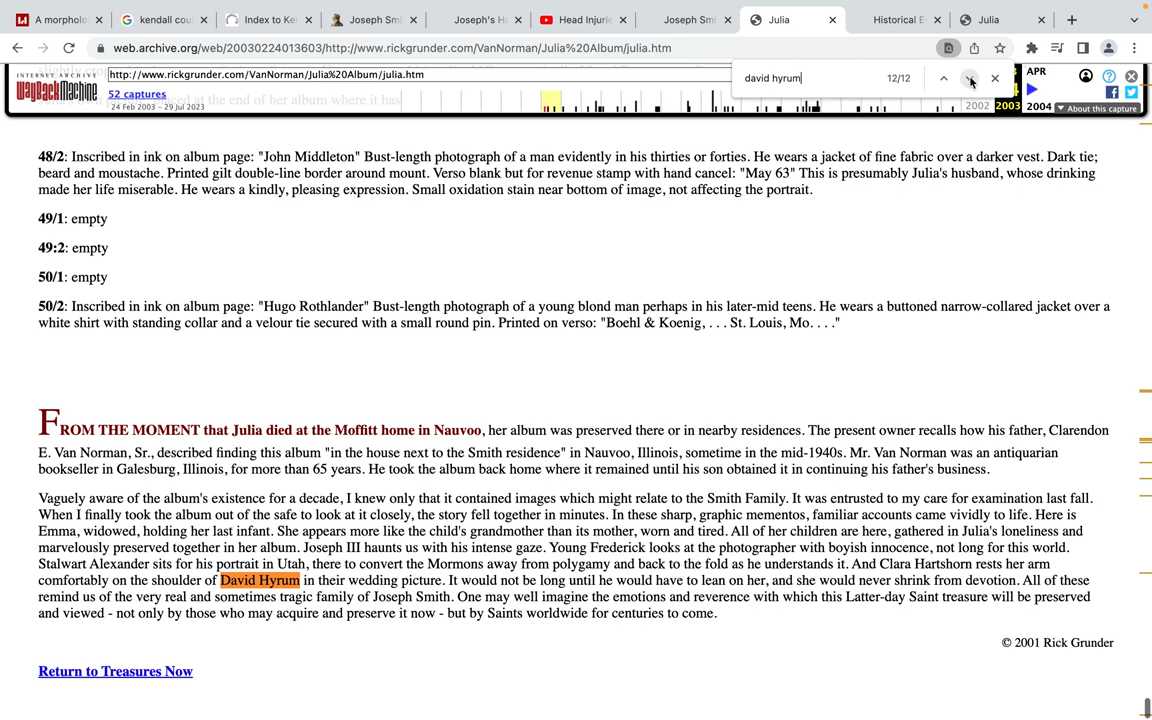 A morpholo
kendall cou
Index to Ke
Joseph Smi
Joseph's H
Head Injurie
Joseph Smi
Julia
Historical E
Julia
web.archive.org/web/20030224013603/http://www.rickgrunder.com/VanNorman/Julia%20Album/julia.htm
INTERNET ARCHIVE
WayBackMachine
http://www.rickgrunder.com/VanNorman/Julia%20Album/julia.htm
52 captures
24 Feb 2003 – 29 Jul 2023
david hyrum
12/12
APR
2002 2003 2004
About this capture
placed at the end of her album where it has
48/2: Inscribed in ink on album page: "John Middleton" Bust-length photograph of a man evidently in his thirties or forties. He wears a jacket of fine fabric over a darker vest. Dark tie;
beard and moustache. Printed gilt double-line border around mount. Verso blank but for revenue stamp with hand cancel: "May 63" This is presumably Julia's husband, whose drinking
made her life miserable. He wears a kindly, pleasing expression. Small oxidation stain near bottom of image, not affecting the portrait.
49/1: empty
49:2: empty
50/1: empty
50/2: Inscribed in ink on album page: "Hugo Rothlander" Bust-length photograph of a young blond man perhaps in his later-mid teens. He wears a buttoned narrow-collared jacket over a
white shirt with standing collar and a velour tie secured with a small round pin. Printed on verso: "Boehl & Koenig, . . . St. Louis, Mo. . . ."
FROM THE MOMENT that Julia died at the Moffitt home in Nauvoo, her album was preserved there or in nearby residences. The present owner recalls how his father, Clarendon
E. Van Norman, Sr., described finding this album "in the house next to the Smith residence" in Nauvoo, Illinois, sometime in the mid-1940s. Mr. Van Norman was an antiquarian
bookseller in Galesburg, Illinois, for more than 65 years. He took the album back home where it remained until his son obtained it in continuing his father's business.
Vaguely aware of the album's existence for a decade, I knew only that it contained images which might relate to the Smith Family. It was entrusted to my care for examination last fall.
When I finally took the album out of the safe to look at it closely, the story fell together in minutes. In these sharp, graphic mementos, familiar accounts came vividly to life. Here is
Emma, widowed, holding her last infant. She appears more like the child's grandmother than its mother, worn and tired. All of her children are here, gathered in Julia's loneliness and
marvelously preserved together in her album. Joseph III haunts us with his intense gaze. Young Frederick looks at the photographer with boyish innocence, not long for this world.
Stalwart Alexander sits for his portrait in Utah, there to convert the Mormons away from polygamy and back to the fold as he understands it. And Clara Hartshorn rests her arm
comfortably on the shoulder of David Hyrum in their wedding picture. It would not be long until he would have to lean on her, and she would never shrink from devotion. All of these
remind us of the very real and sometimes tragic family of Joseph Smith. One may well imagine the emotions and reverence with which this Latter-day Saint treasure will be preserved
and viewed - not only by those who may acquire and preserve it now - but by Saints worldwide for centuries to come.
© 2001 Rick Grunder
Return to Treasures Now